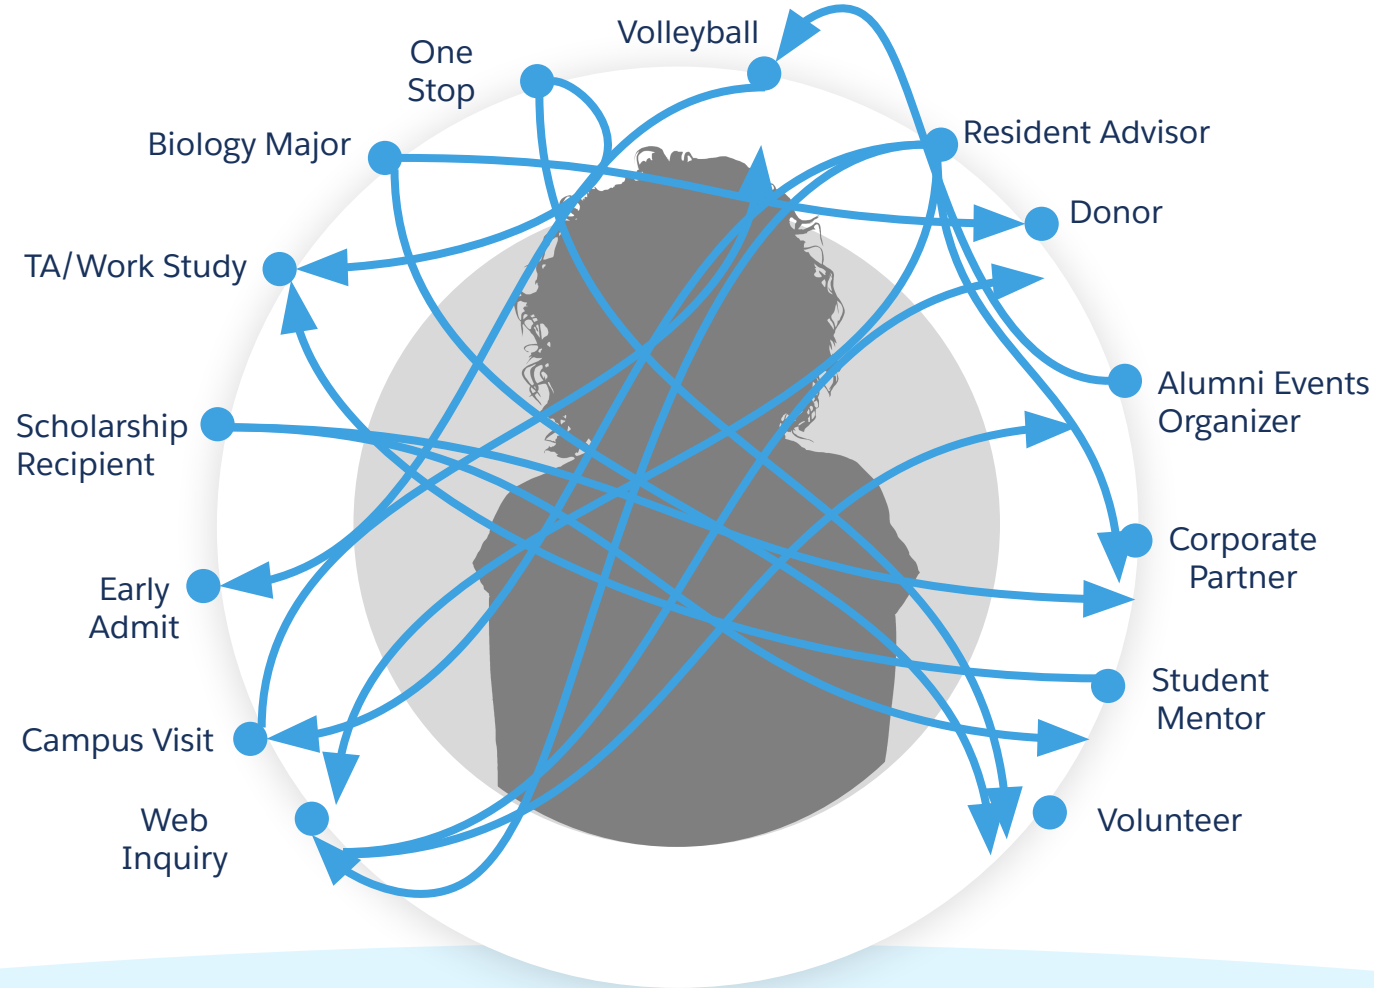 Volleyball
One
Stop
Biology Major
Resident Advisor
Donor
TA/Work Study
Alumni Events
Organizer
Scholarship
Recipient
Corporate
Partner
Early
Admit
Student
Mentor
Campus Visit
Web
Inquiry
Volunteer